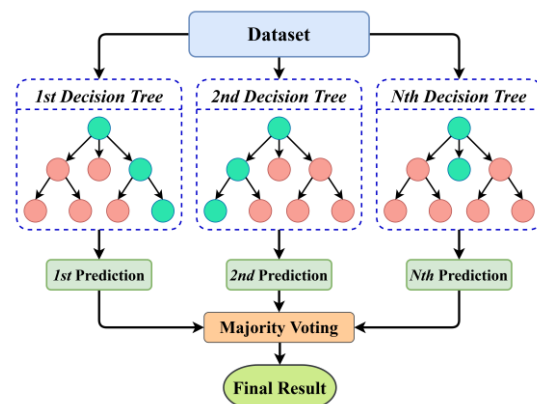 Dataset
1st Decision Tree
2nd Decision Tree
Nth Decision Tree
1st Prediction
2nd Prediction
Nth Prediction
Majority Voting
Final Result